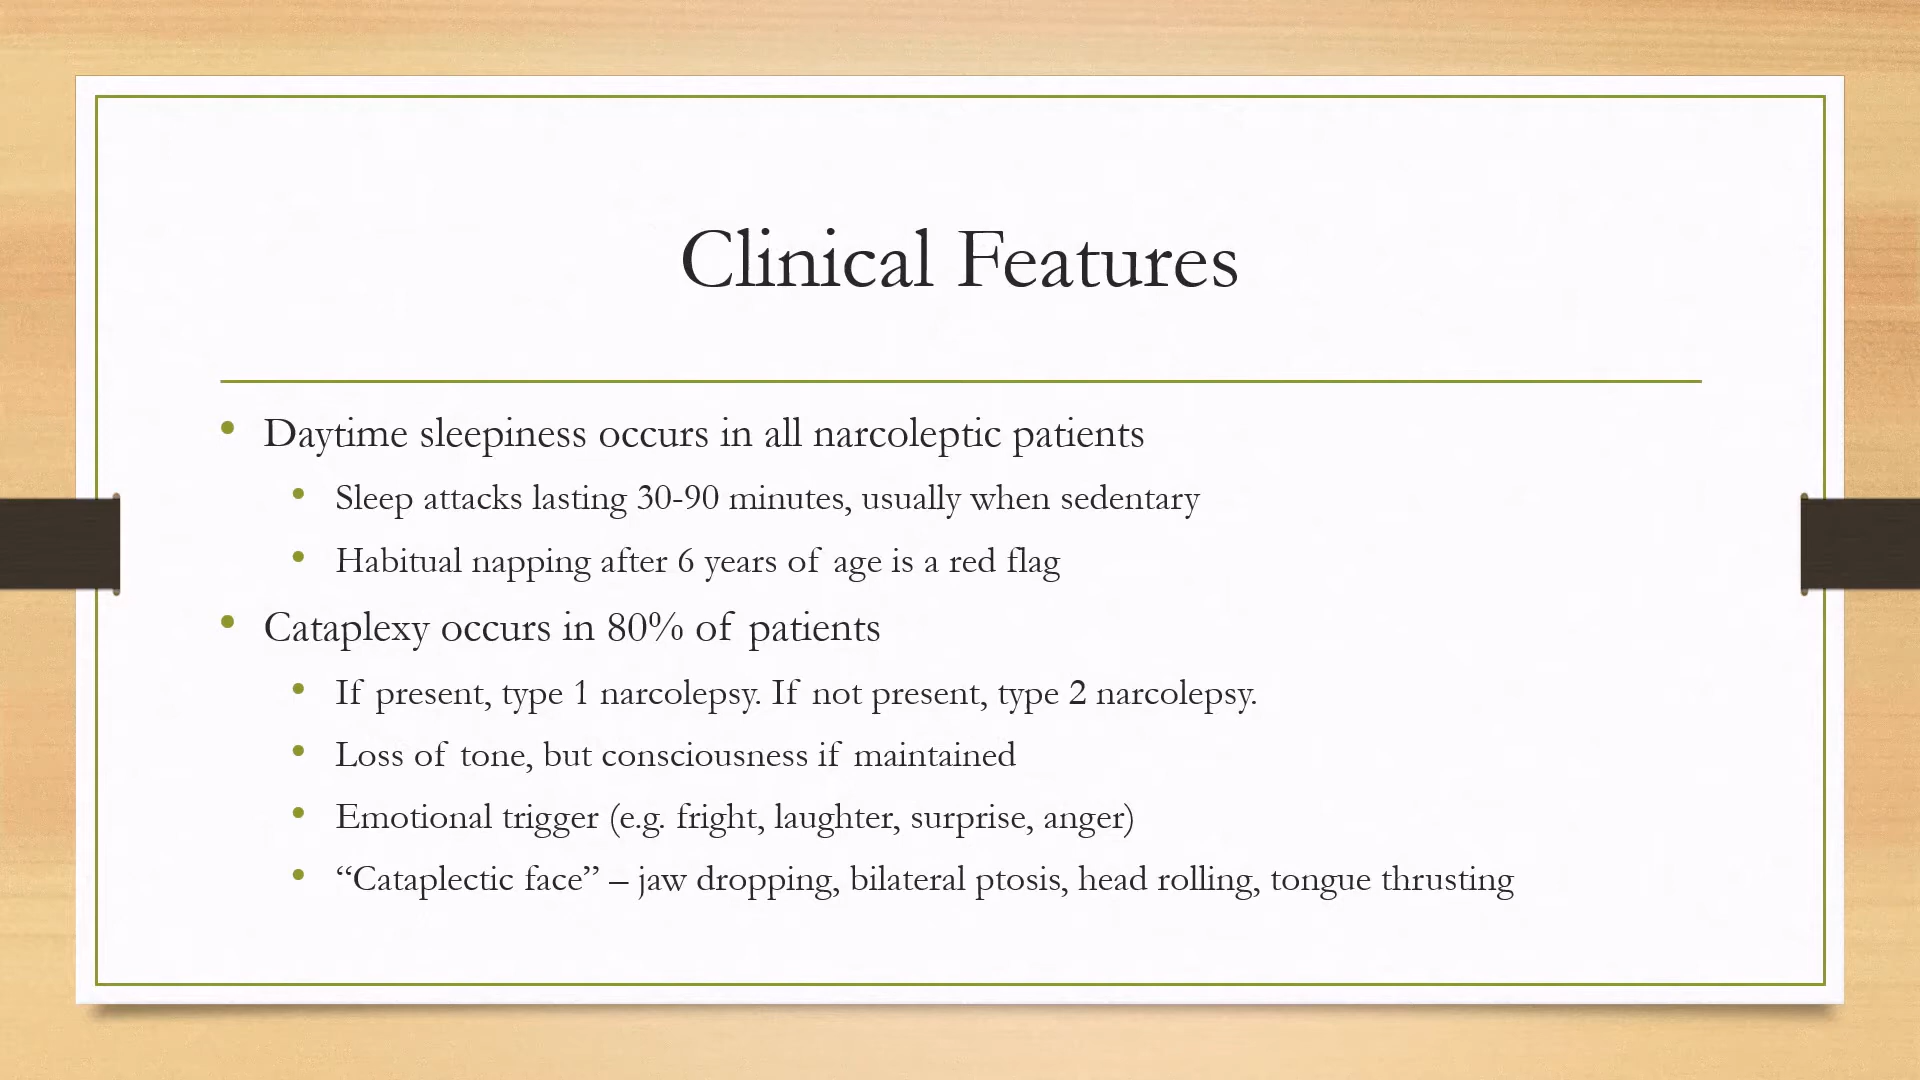 Clinical Features
• Daytime sleepiness occurs in all narcoleptic patients
• Sleep attacks lasting 30-90 minutes, usually when sedentary
• Habitual napping after 6 years of age is a red flag
• Cataplexy occurs in 80% of patients
• If present, type 1 narcolepsy. If not present, type 2 narcolepsy.
• Loss of tone, but consciousness if maintained
• Emotional trigger (e.g. fright, laughter, surprise, anger)
• “Cataplectic face” – jaw dropping, bilateral ptosis, head rolling, tongue thrusting